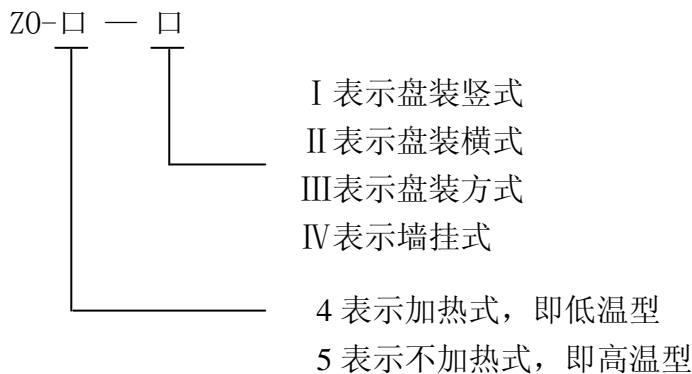 ZO-口 — 口
Ⅰ表示盘装竖式
Ⅱ表示盘装横式
Ⅲ表示盘装方式
Ⅳ表示墙挂式
4 表示加热式，即低温型
5 表示不加热式，即高温型